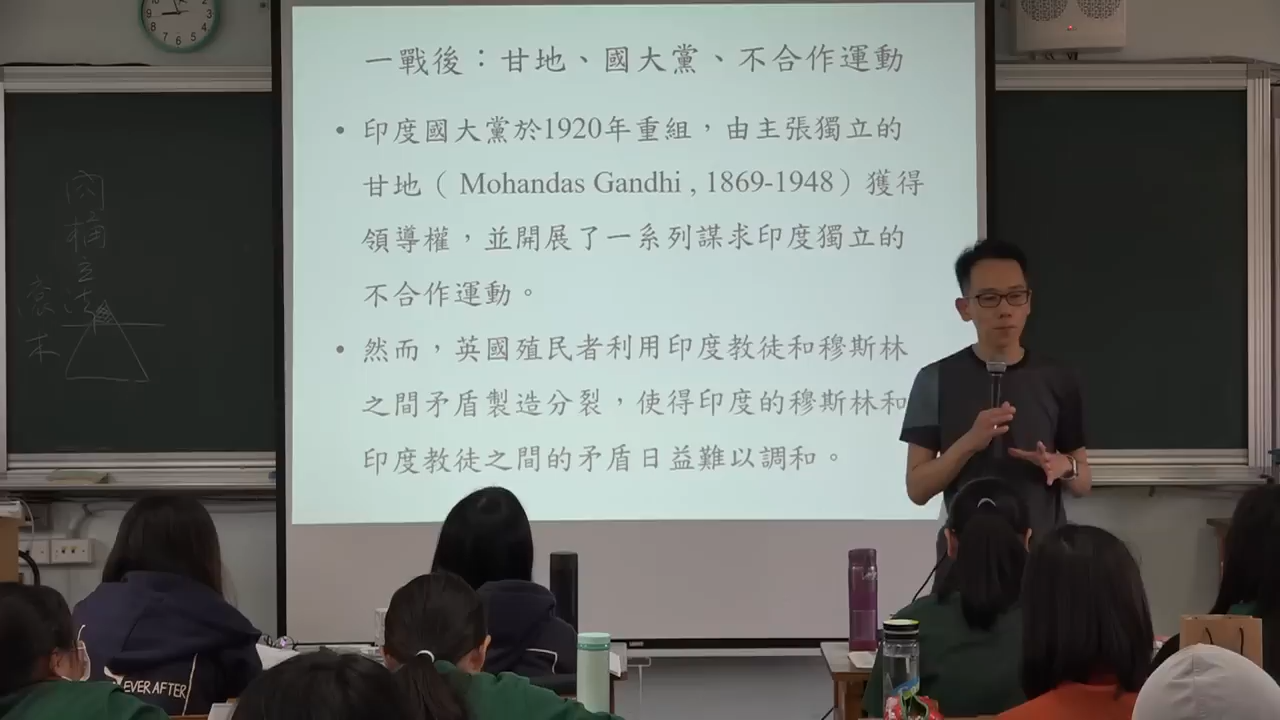 一戰後：甘地、國大黨、不合作運動
• 印度國大黨於1920年重組，由主張獨立的
甘地（ Mohandas Gandhi , 1869-1948）獲得
領導權，並開展了一系列謀求印度獨立的
不合作運動。
• 然而，英國殖民者利用印度教徒和穆斯林
之間矛盾製造分裂，使得印度的穆斯林和
印度教徒之間的矛盾日益難以調和。
EVER AFTER